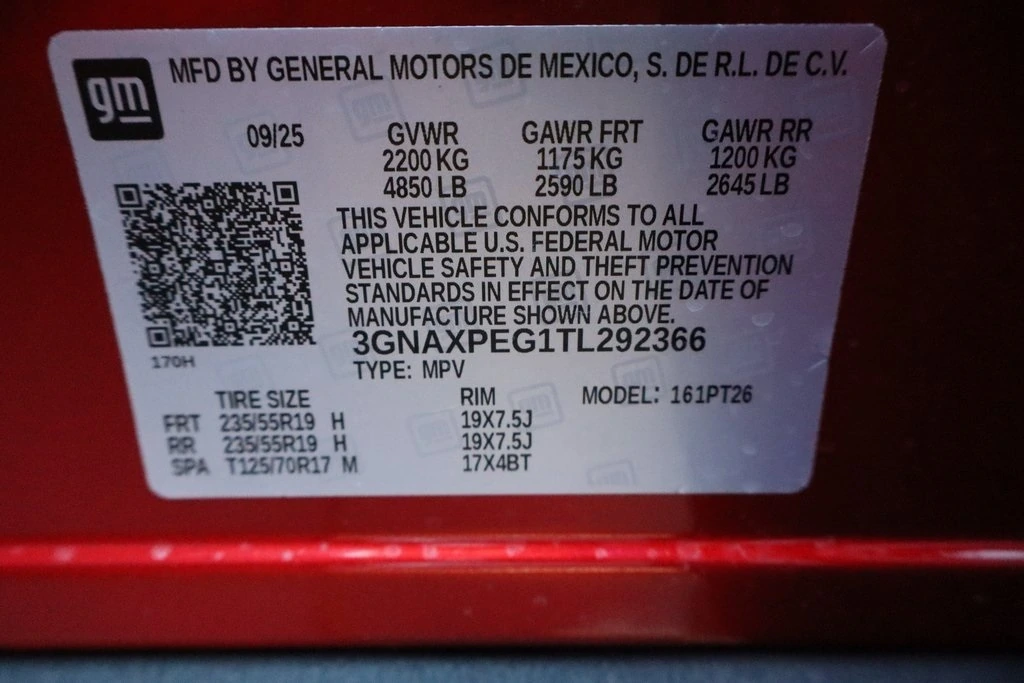 gm
MFD BY GENERAL MOTORS DE MEXICO, S. DE R.L. DE C.V.
09/25 GVWR GAWR FRT GAWR RR
2200 KG 1175 KG 1200 KG
4850 LB 2590 LB 2645 LB
THIS VEHICLE CONFORMS TO ALL
APPLICABLE U.S. FEDERAL MOTOR
VEHICLE SAFETY AND THEFT PREVENTION
STANDARDS IN EFFECT ON THE DATE OF
MANUFACTURE SHOWN ABOVE.
3GNAXPEG1TL292366
170H
TYPE: MPV
TIRE SIZE RIM MODEL: 161PT26
FRT 235/55R19 H 19X7.5J
RR 235/55R19 H 19X7.5J
SPA T125/70R17 M 17X4BT